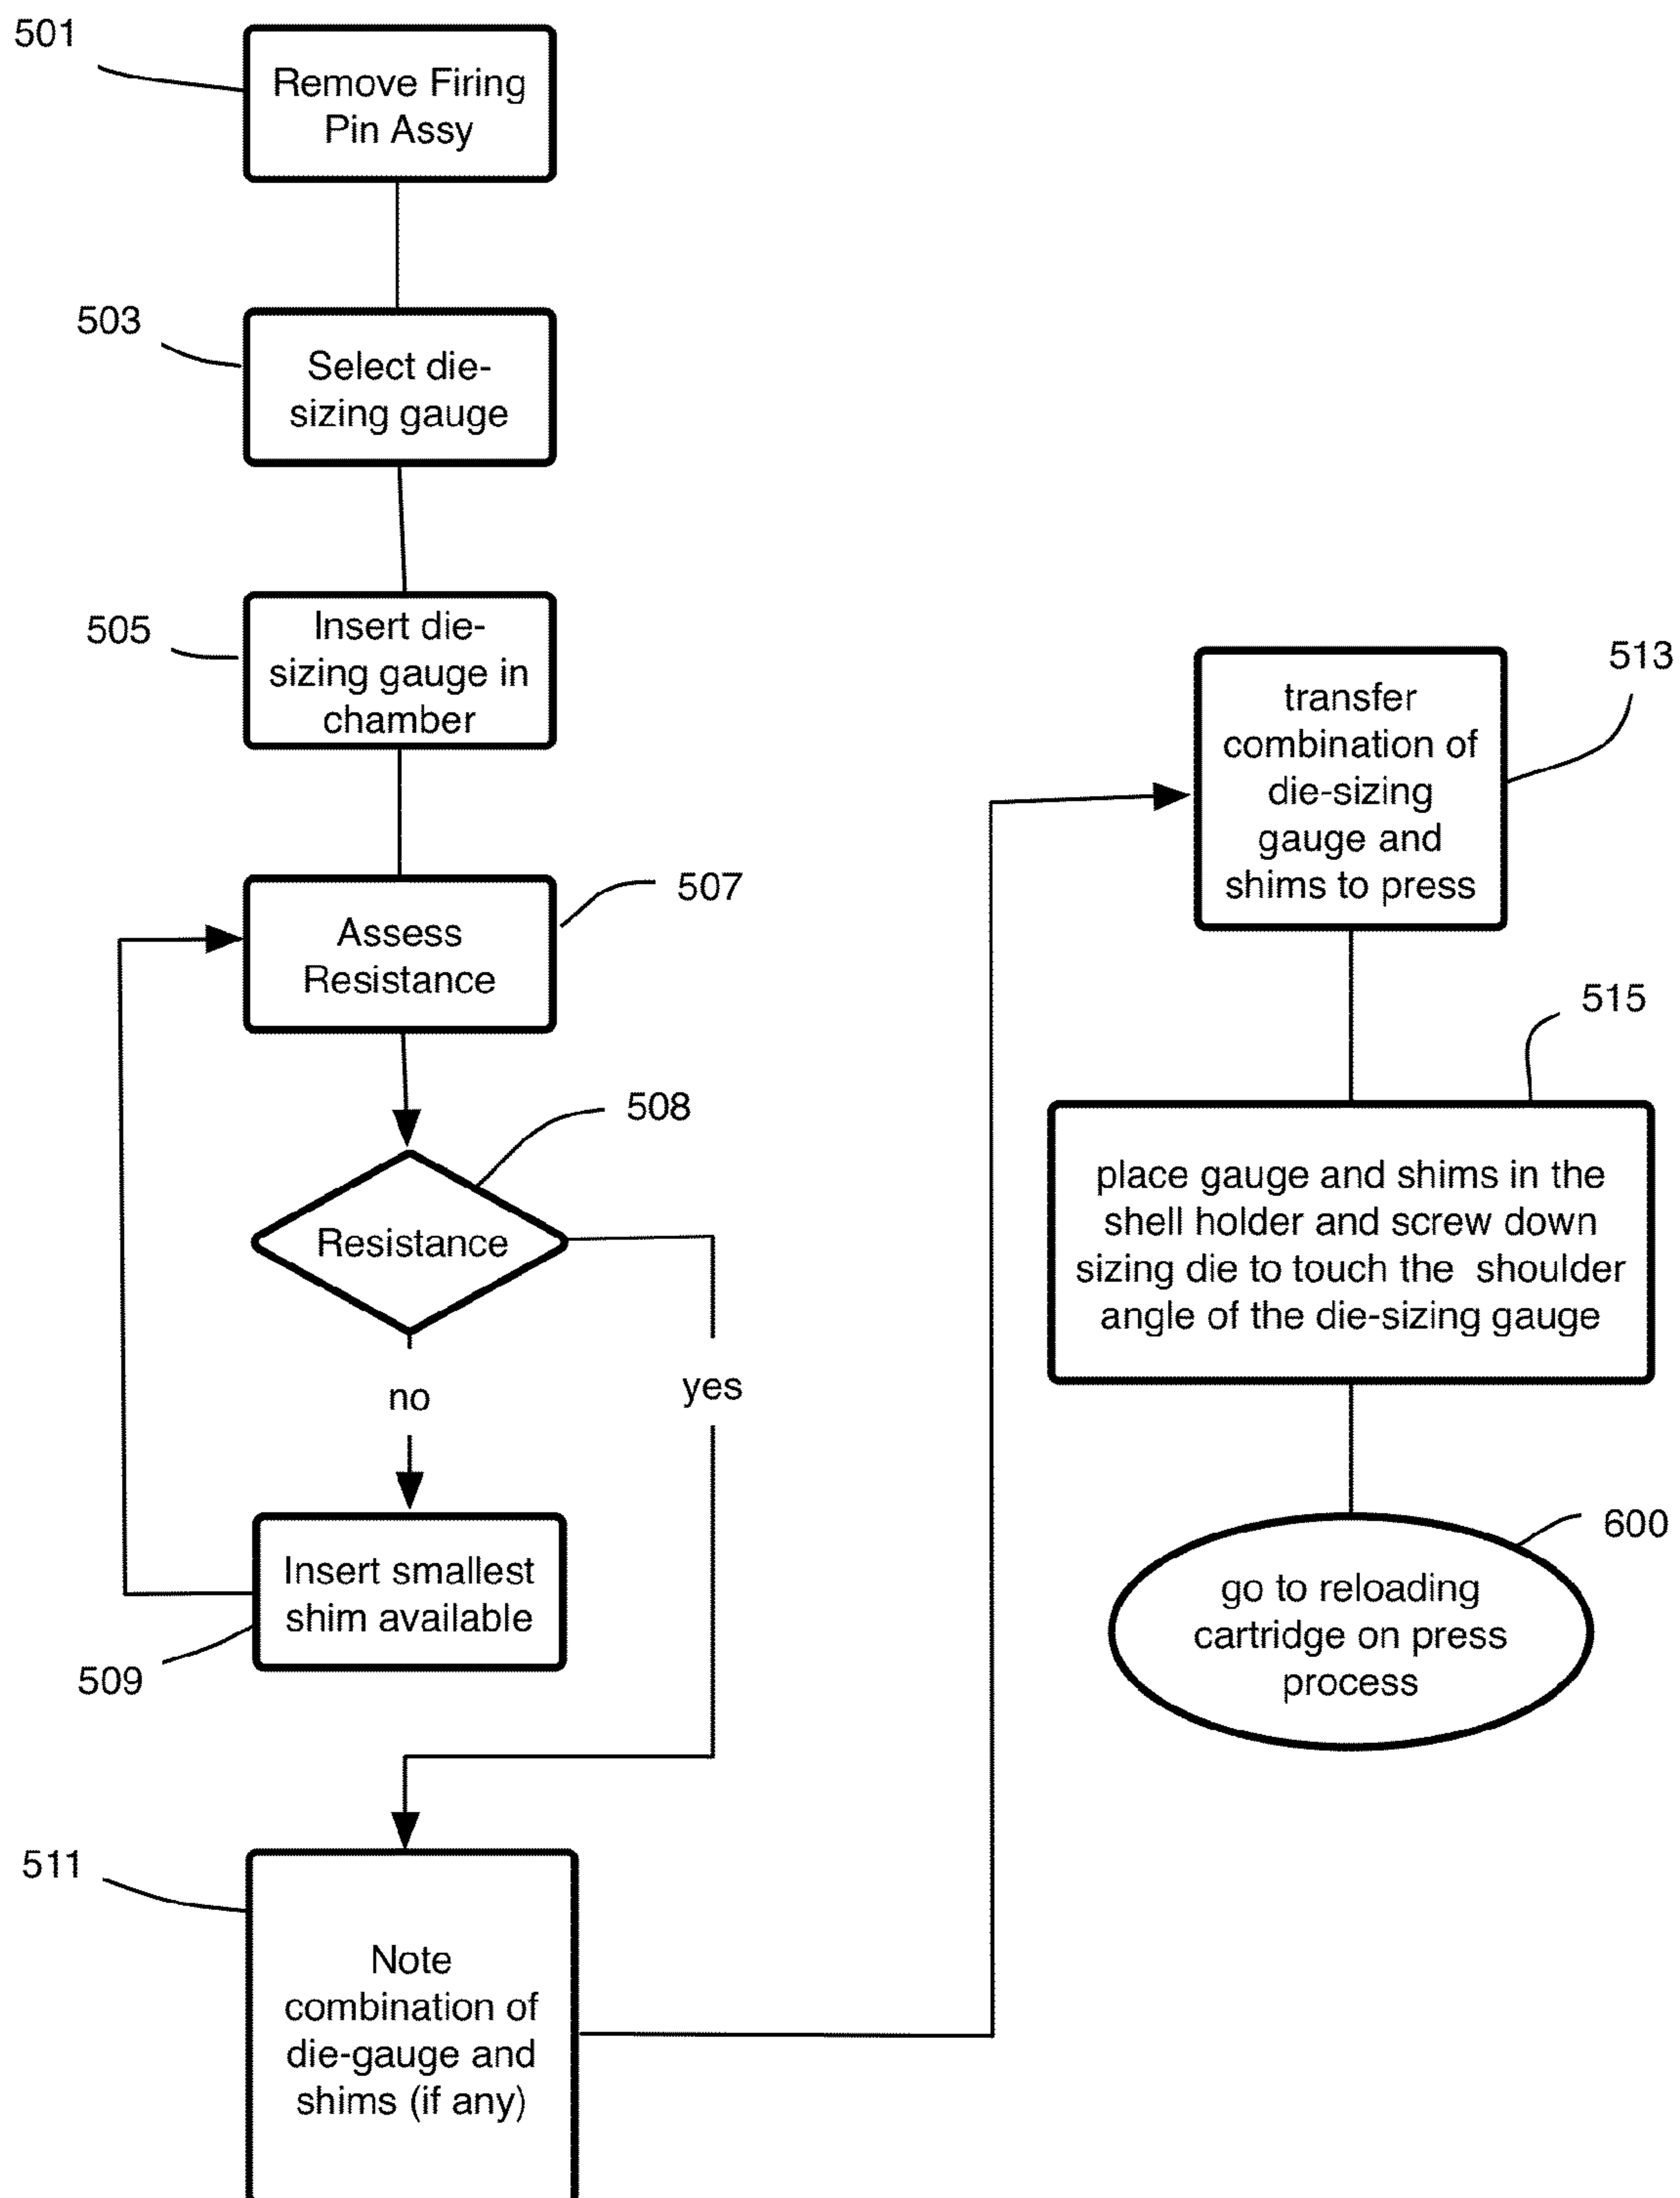 501
Remove Firing
Pin Assy
503
Select die-
sizing gauge
505
Insert die-
sizing gauge in
chamber
507
Assess
Resistance
508
Resistance
no
yes
Insert smallest
shim available
509
511
Note
combination of
die-gauge and
shims (if any)
513
transfer
combination of
die-sizing
gauge and
shims to press
515
place gauge and shims in the
shell holder and screw down
sizing die to touch the shoulder
angle of the die-sizing gauge
600
go to reloading
cartridge on press
process